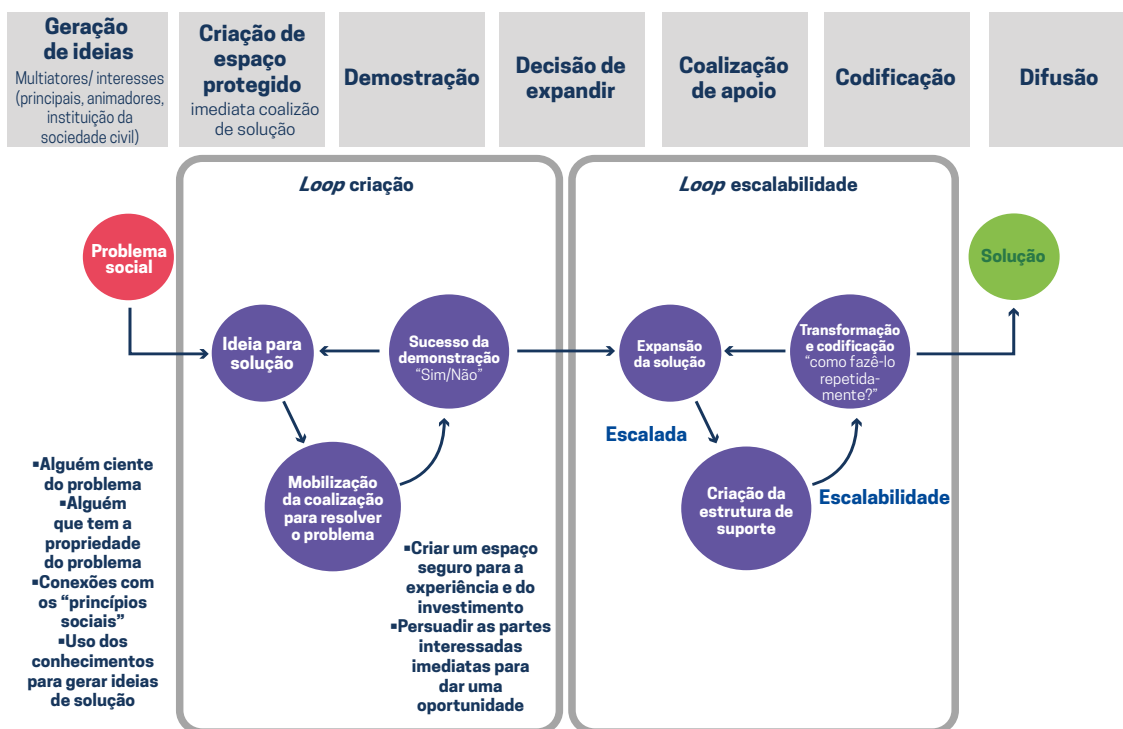 Geração
de ideias
Multiatores/ interesses
(principais, animadores,
instituição da
sociedade civil)
Criação de
espaço
protegido
imediata coalizão
de solução
Demostração
Decisão de
expandir
Coalização
de apoio
Codificação
Difusão
Loop criação
Loop escalabilidade
Problema
social
Solução
Ideia para
solução
Sucesso da
demonstração
“Sim/Não”
Expansão
da solução
Transformação
e codificação
“como fazê-lo
repetida-
mente?”
Escalada
Mobilização
da coalização
para resolver
o problema
Criação da
estrutura de
suporte
Escalabilidade
▪Alguém ciente
do problema
▪Alguém
que tem a
propriedade
do problema
▪Conexões com
os “princípios
sociais”
▪Uso dos
conhecimentos
para gerar ideias
de solução
▪Criar um espaço
seguro para a
experiência e do
investimento
▪Persuadir as partes
interessadas
imediatas para
dar uma
oportunidade